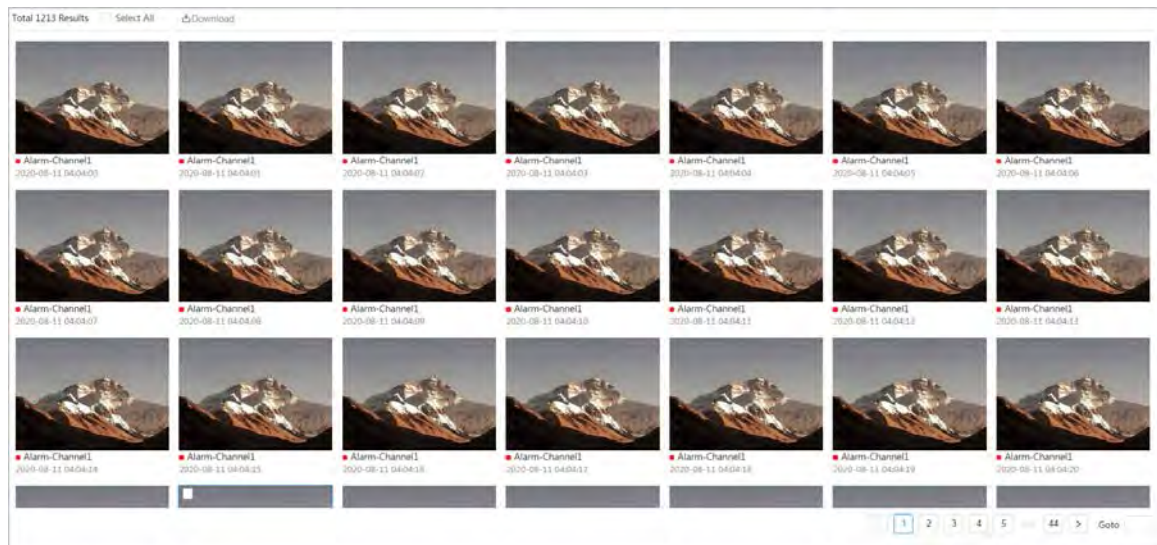 Total 1213 Results Select All Download
Alarm-Channel1 Alarm-Channel1 Alarm-Channel1 Alarm-Channel1 Alarm-Channel1 Alarm-Channel1 Alarm-Channel1
2020-08-11 04:04:00 2020-08-11 04:04:01 2020-08-11 04:04:02 2020-08-11 04:04:03 2020-08-11 04:04:04 2020-08-11 04:04:05 2020-08-11 04:04:06
Alarm-Channel1 Alarm-Channel1 Alarm-Channel1 Alarm-Channel1 Alarm-Channel1 Alarm-Channel1 Alarm-Channel1
2020-08-11 04:04:07 2020-08-11 04:04:08 2020-08-11 04:04:09 2020-08-11 04:04:10 2020-08-11 04:04:11 2020-08-11 2020-08-11 04:04:13
Alarm-Channel1 Alarm-Channel1 Alarm-Channel1 Alarm-Channel1 Alarm-Channel1 Alarm-Channel1 Alarm-Channel1
2020-08-11 04:04:14 2020-08-11 04:04:15 2020-08-11 04:04:16 2020-08-11 04:04:17 2020-08-11 04:04:18 2020-08-11 04:04:19 2020-08-11 04:04:20
1 2 3 4 5 ··· 44 > Goto